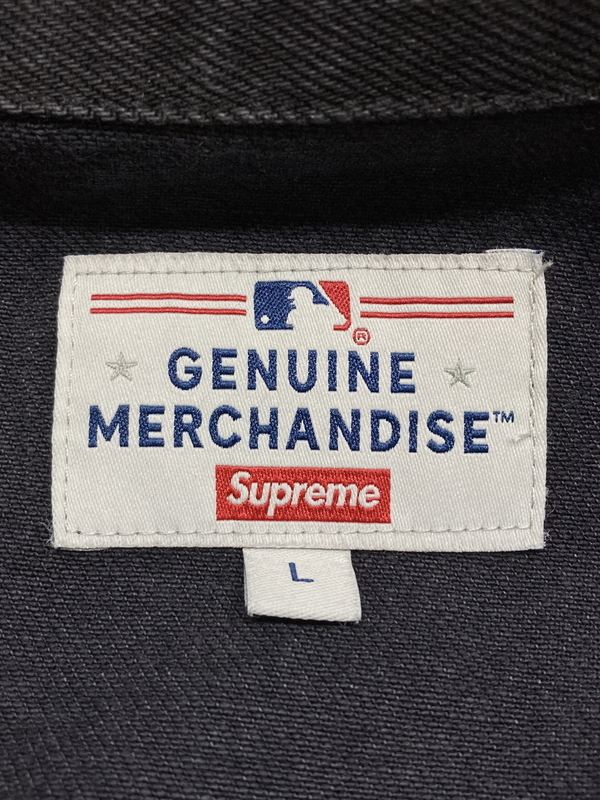 ®
GENUINE
MERCHANDISE™
Supreme
L